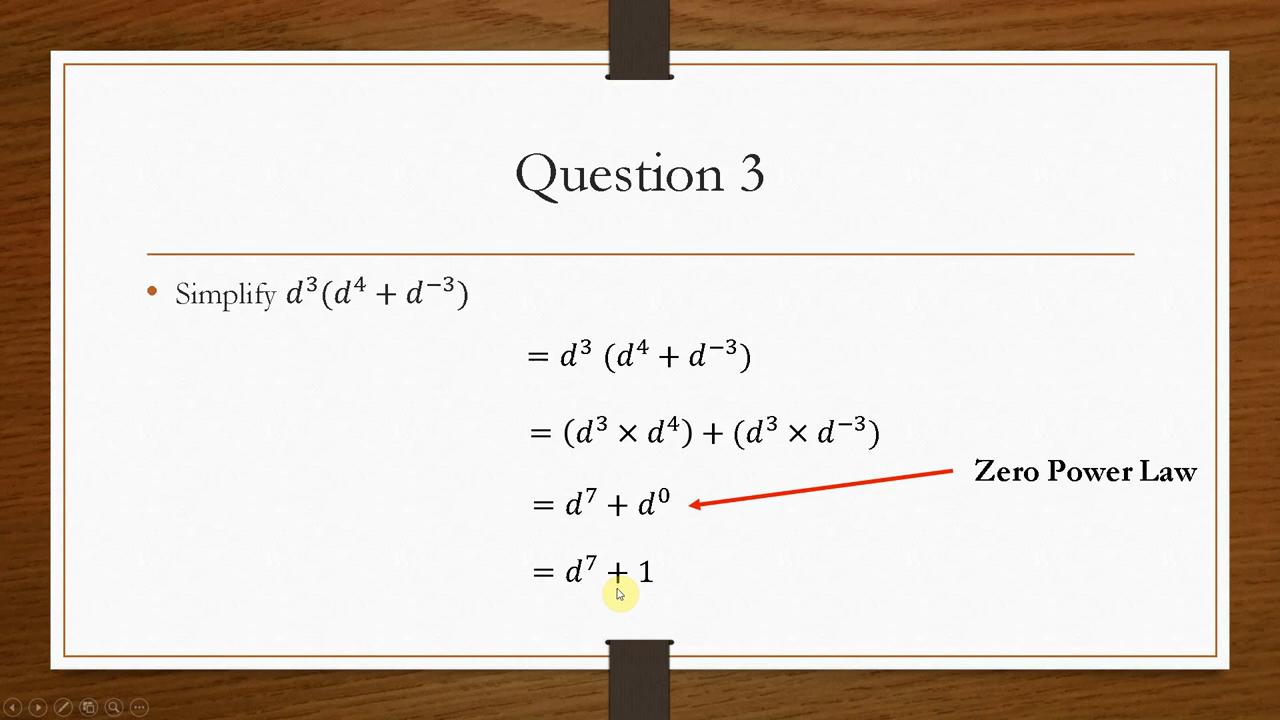 Question 3
• Simplify d³(d⁴ + d⁻³)
= d³ (d⁴ + d⁻³)
= (d³ × d⁴) + (d³ × d⁻³)
Zero Power Law
= d⁷ + d⁰
= d⁷ + 1